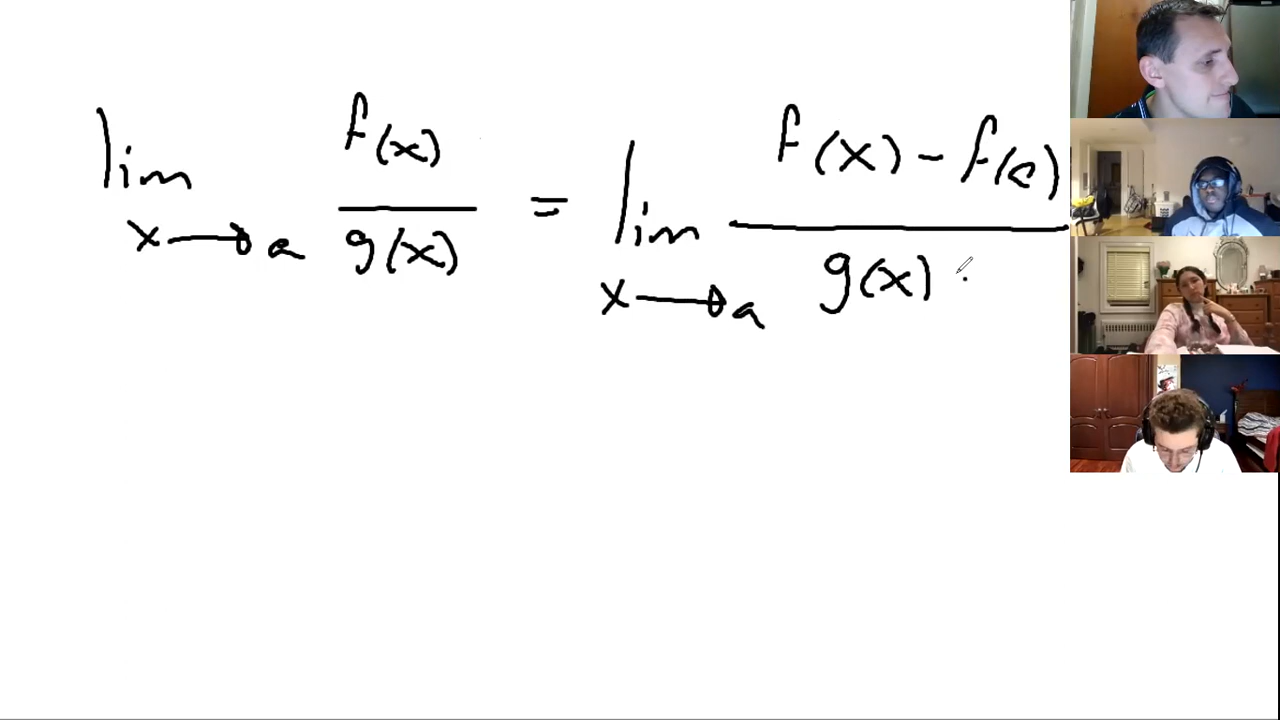 lim x→a f(x)/g(x) = lim x→a f(x) - f(a)/g(x)